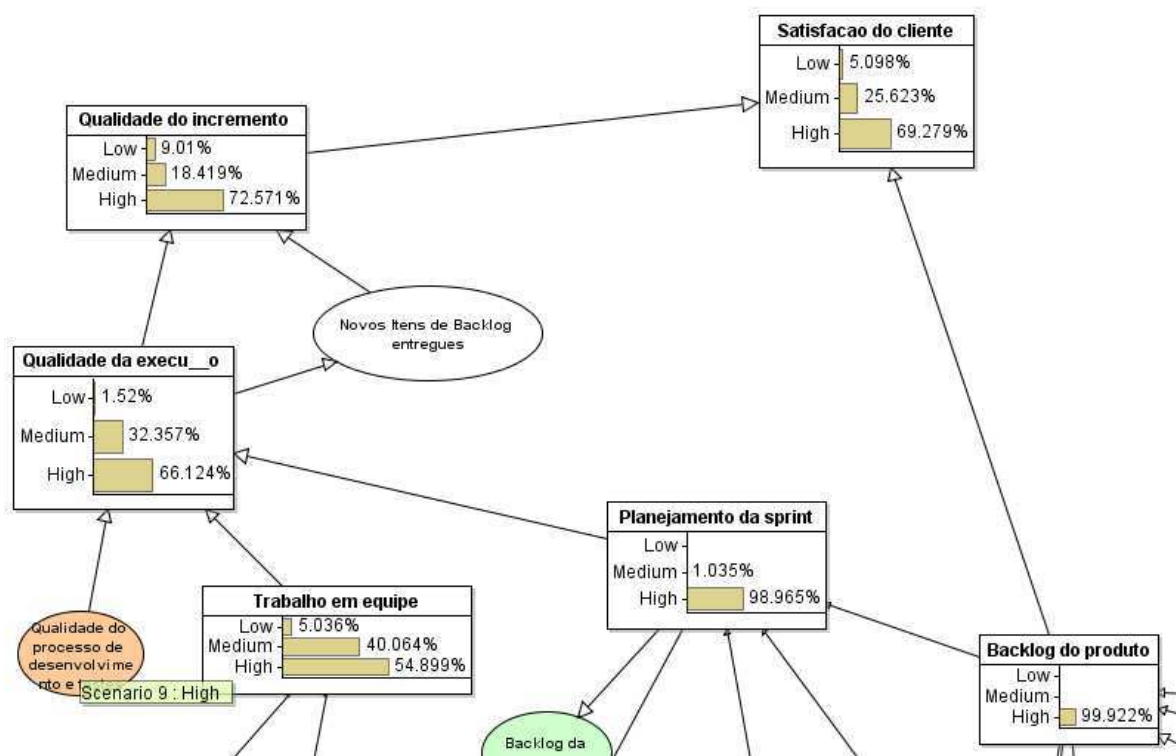 Satisfacao do cliente
Low 5.098%
Medium 25.623%
High 69.279%
Qualidade do incremento
Low 9.01%
Medium 18.419%
High 72.571%
Novos Itens de Backlog
entregues
Qualidade da execu__o
Low 1.52%
Medium 32.357%
High 66.124%
Planejamento da sprint
Low
Medium 1.035%
High 98.965%
Trabalho em equipe
Low 5.036%
Medium 40.064%
High 54.899%
Qualidade do
processo de
desenvolvime
nto e
Scenario 9 : High
Backlog do produto
Low
Medium
High 99.922%
Backlog da